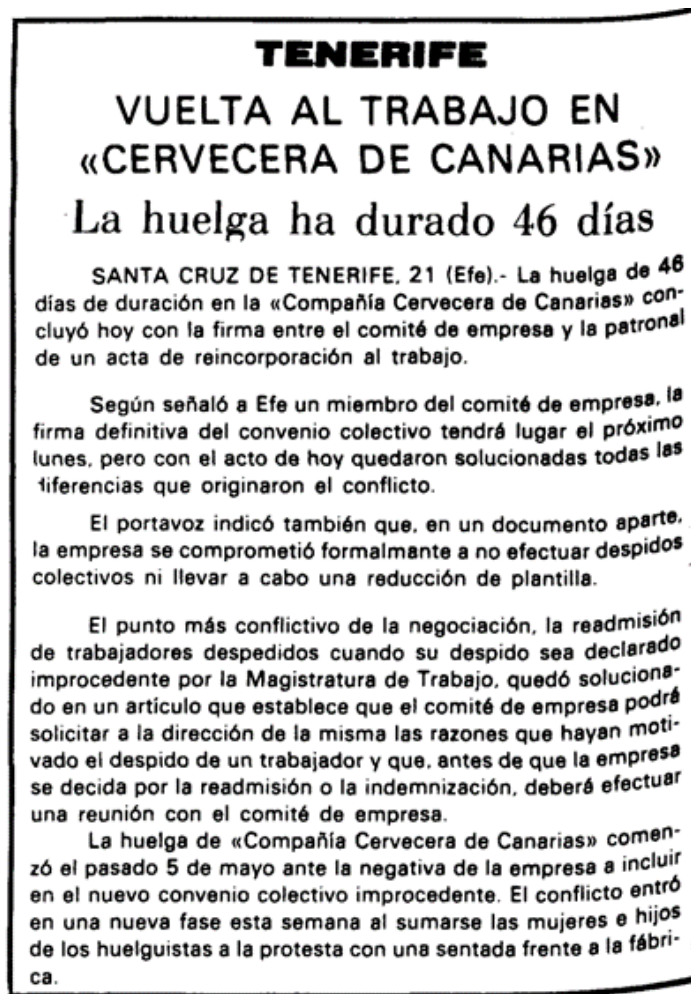 TENERIFE
VUELTA AL TRABAJO EN
«CERVECERA DE CANARIAS»
La huelga ha durado 46 días
SANTA CRUZ DE TENERIFE, 21 (Efe).- La huelga de 46
días de duración en la «Compañía Cervecera de Canarias» con-
cluyó hoy con la firma entre el comité de empresa y la patronal
de un acta de reincorporación al trabajo.
Según señaló a Efe un miembro del comité de empresa, la
firma definitiva del convenio colectivo tendrá lugar el próximo
lunes, pero con el acto de hoy quedaron solucionadas todas las
diferencias que originaron el conflicto.
El portavoz indicó también que, en un documento aparte,
la empresa se comprometió formalmante a no efectuar despidos
colectivos ni llevar a cabo una reducción de plantilla.
El punto más conflictivo de la negociación, la readmisión
de trabajadores despedidos cuando su despido sea declarado
improcedente por la Magistratura de Trabajo, quedó soluciona-
do en un artículo que establece que el comité de empresa podrá
solicitar a la dirección de la misma las razones que hayan moti-
vado el despido de un trabajador y que, antes de que la empresa
se decida por la readmisión o la indemnización, deberá efectuar
una reunión con el comité de empresa.
La huelga de «Compañía Cervecera de Canarias» comen-
zó el pasado 5 de mayo ante la negativa de la empresa a incluir
en el nuevo convenio colectivo improcedente. El conflicto entró
en una nueva fase esta semana al sumarse las mujeres e hijos
de los huelguistas a la protesta con una sentada frente a la fábri-
ca.